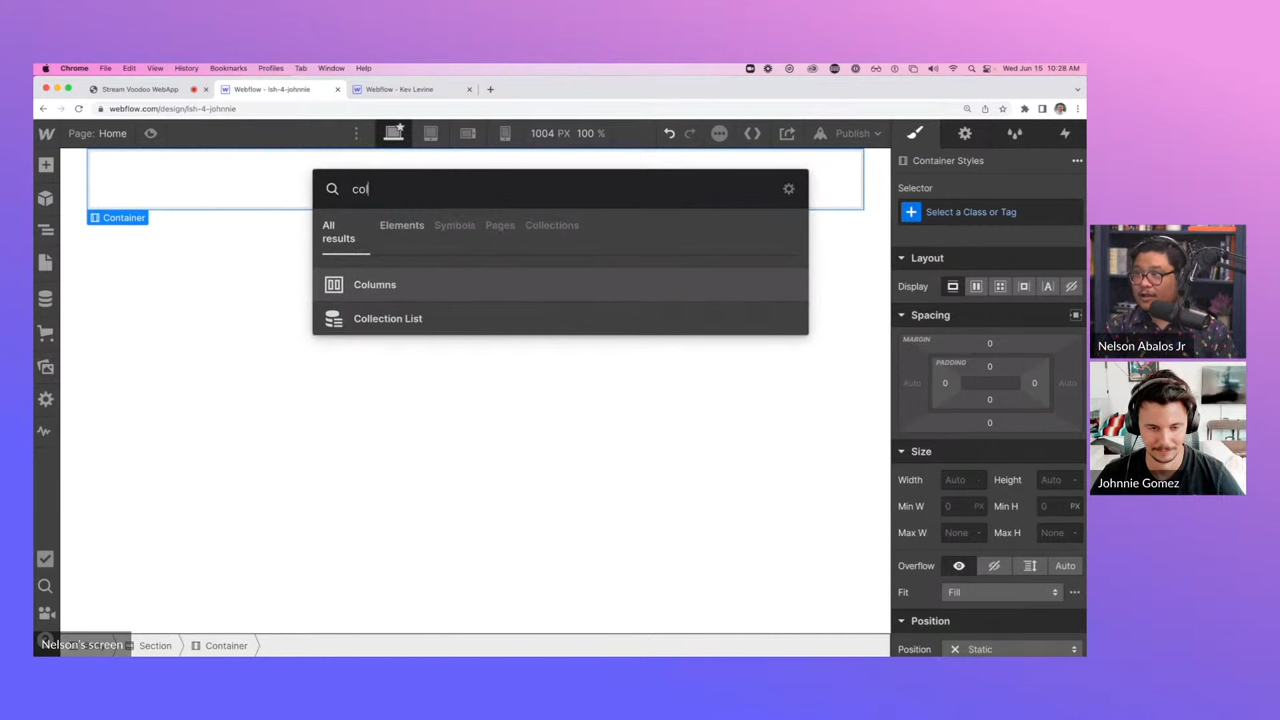 Chrome File Edit View History Bookmarks Profiles Tab Window Help
Wed Jun 15 10:28 AM
Stream Voodoo WebApp
Webflow - lsh-4-johnnie
Webflow - Kev Levine
webflow.com/design/lsh-4-johnnie
Page: Home
1004 PX 100 %
Publish
Container Styles
Selector
Select a Class or Tag
Container
col
All results
Elements
Symbols
Pages
Collections
Columns
Collection List
Layout
Display
A
Spacing
MARGIN
0
PADDING
0
Auto
0
0
Auto
0
0
Size
Width Auto - Height Auto -
Min W 0 PX Min H 0 PX
Max W None - Max H None -
Overflow Auto
Fit Fill
Position
Position Static
Nelson Abalos Jr
Johnnie Gomez
Nelson's screen
Section
Container